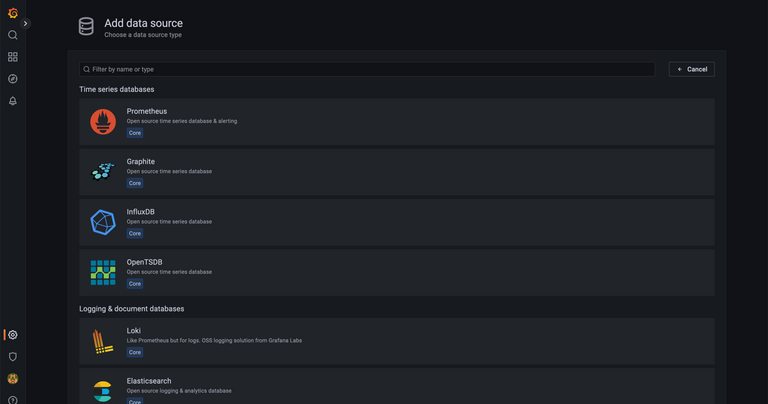 Add data source
Choose a data source type
Filter by name or type
Cancel
Time series databases
Prometheus
Open source time series database & alerting
Core
Graphite
Open source time series database
Core
InfluxDB
Open source time series database
Core
OpenTSDB
Open source time series database
Core
Logging & document databases
Loki
Like Prometheus but for logs. OSS logging solution from Grafana Labs
Core
Elasticsearch
Open source logging & analytics database
Core